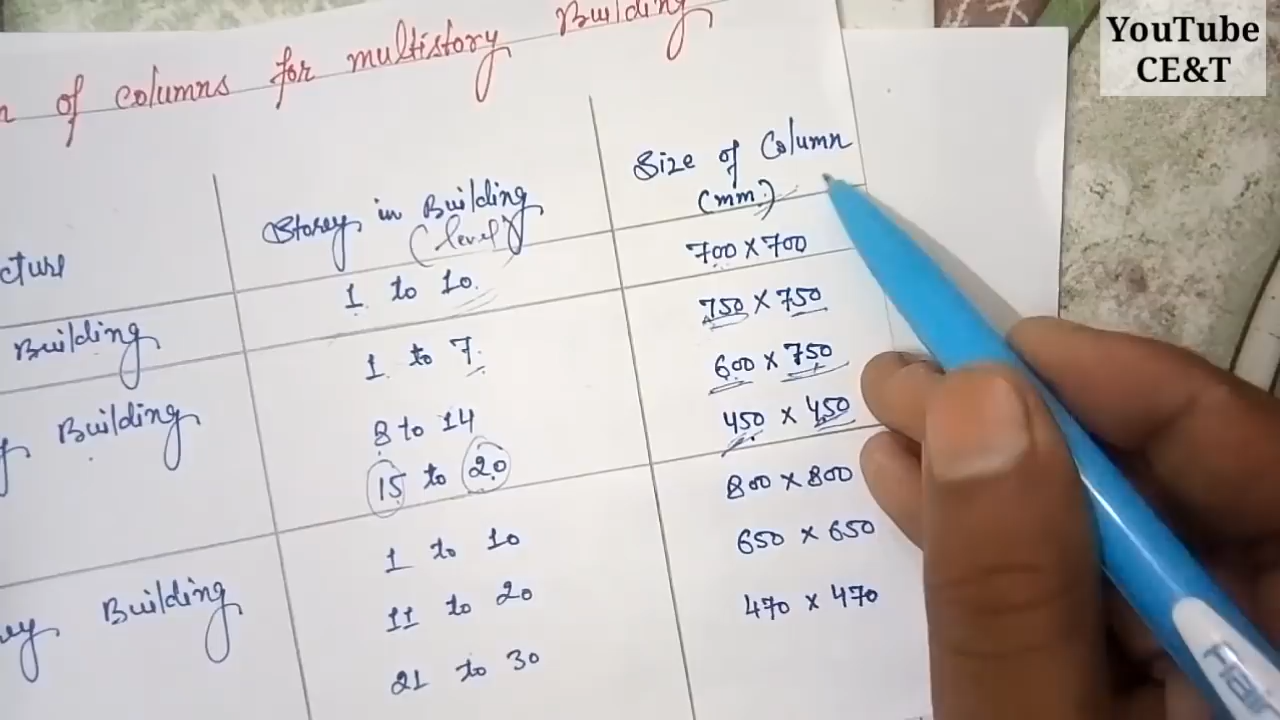 YouTube
CE&T
of columns for multistory Building
Storey in Building
(level)
Size of Column
(mm)
Building
1 to 10
700 x 700
Building
1 to 7
750 x 750
8 to 14
600 x 750
15 to 20
450 x 450
Building
1 to 10
800 x 800
11 to 20
650 x 650
21 to 30
470 x 470